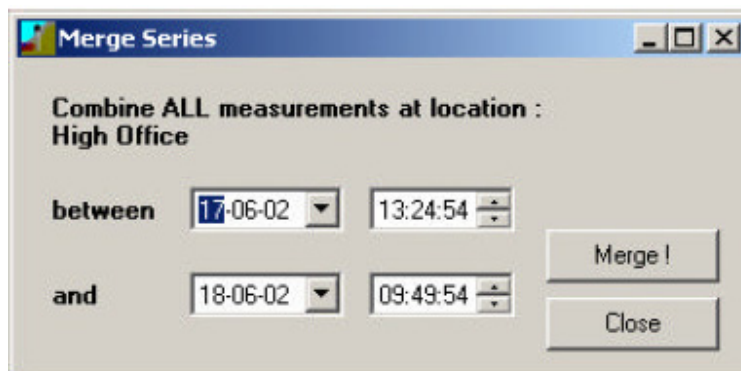 Merge Series
Combine ALL measurements at location :
High Office
between 17-06-02 13:24:54
Merge !
and 18-06-02 09:49:54
Close